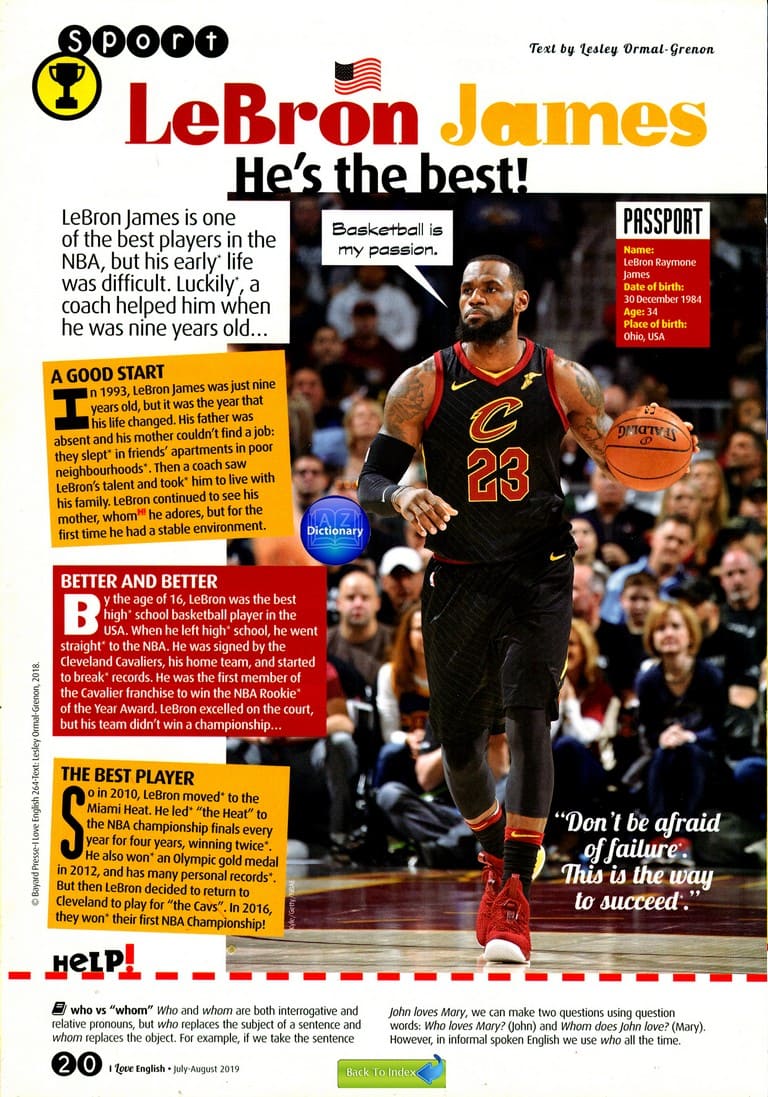 Sport
Text by Lesley Ormal-Grenon
LeBron James
He's the best!
LeBron James is one
of the best players in the
NBA, but his early* life
was difficult. Luckily*, a
coach helped him when
he was nine years old...
Basketball is
my passion.
PASSPORT
Name:
LeBron Raymone
James
Date of birth:
30 December 1984
Age: 34
Place of birth:
Ohio, USA
A GOOD START
In 1993, LeBron James was just nine
years old, but it was the year that
his life changed. His father was
absent and his mother couldn't find a job:
they slept* in friends' apartments in poor
neighbourhoods*. Then a coach saw
LeBron's talent and took* him to live with
his family. LeBron continued to see his
mother, whom H! he adores, but for the
first time he had a stable environment.
AZ
Dictionary
C
23
SPALDING
BETTER AND BETTER
By the age of 16, LeBron was the best
high* school basketball player in the
USA. When he left high* school, he went
straight* to the NBA. He was signed by the
Cleveland Cavaliers, his home team, and started
to break* records. He was the first member of
the Cavalier franchise to win the NBA Rookie*
of the Year Award. LeBron excelled on the court,
but his team didn't win a championship...
THE BEST PLAYER
So in 2010, LeBron moved* to the
Miami Heat. He led* "the Heat" to
the NBA championship finals every
year for four years, winning twice*.
He also won* an Olympic gold medal
in 2012, and has many personal records*.
But then LeBron decided to return to
Cleveland to play for "the Cavs". In 2016,
they won* their first NBA Championship!
"Don't be afraid
of failure*.
This is the way
to succeed*."
© Bayard Presse-I Love English 264-Text: Lesley Ormal-Grenon, 2018.
HELP!
who vs "whom" Who and whom are both interrogative and
relative pronouns, but who replaces the subject of a sentence and
whom replaces the object. For example, if we take the sentence
John loves Mary, we can make two questions using question
words: Who loves Mary? (John) and Whom does John love? (Mary).
However, in informal spoken English we use who all the time.
20 I Love English • July-August 2019
Back To Index